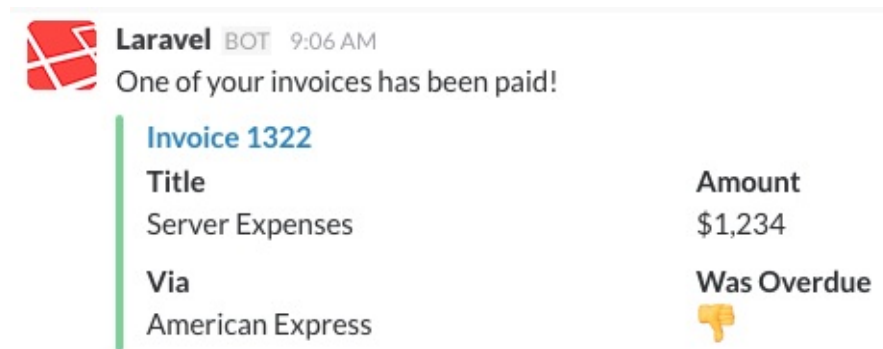 Laravel BOT 9:06 AM
One of your invoices has been paid!
Invoice 1322
Title Amount
Server Expenses $1,234
Via Was Overdue
American Express 👎